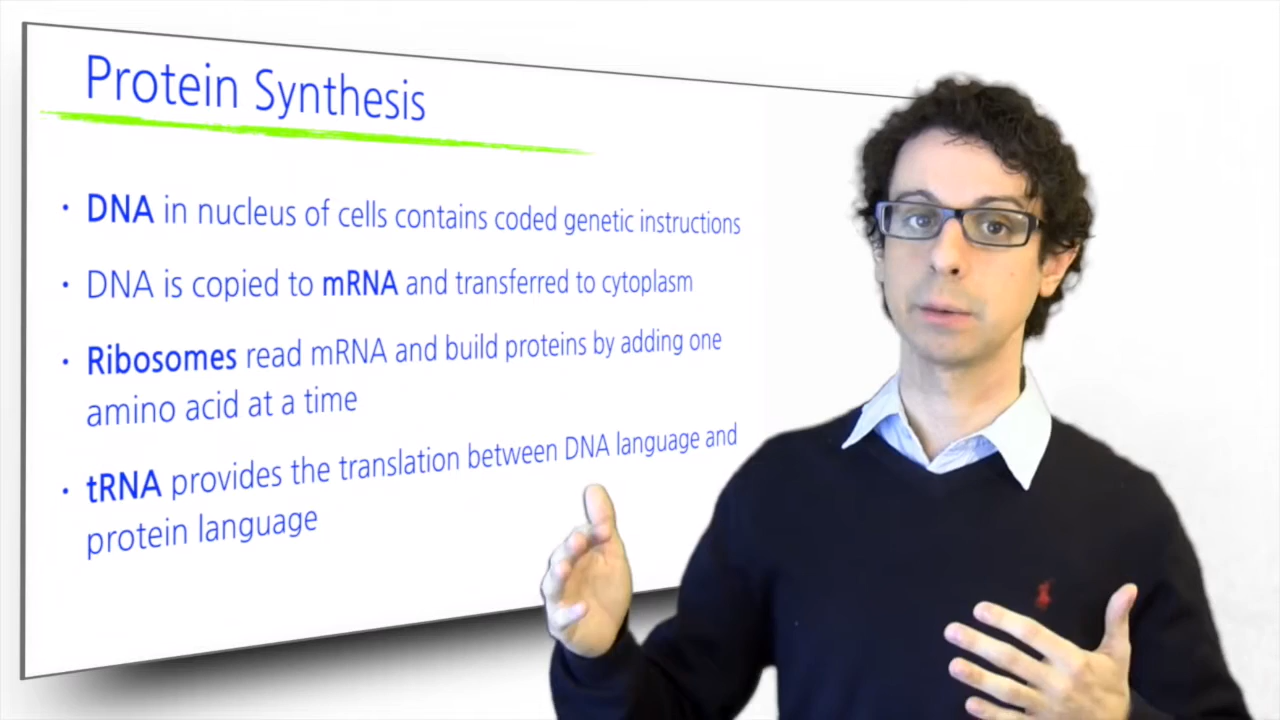 Protein Synthesis
• DNA in nucleus of cells contains coded genetic instructions
• DNA is copied to mRNA and transferred to cytoplasm
• Ribosomes read mRNA and build proteins by adding one
amino acid at a time
• tRNA provides the translation between DNA language and
protein language